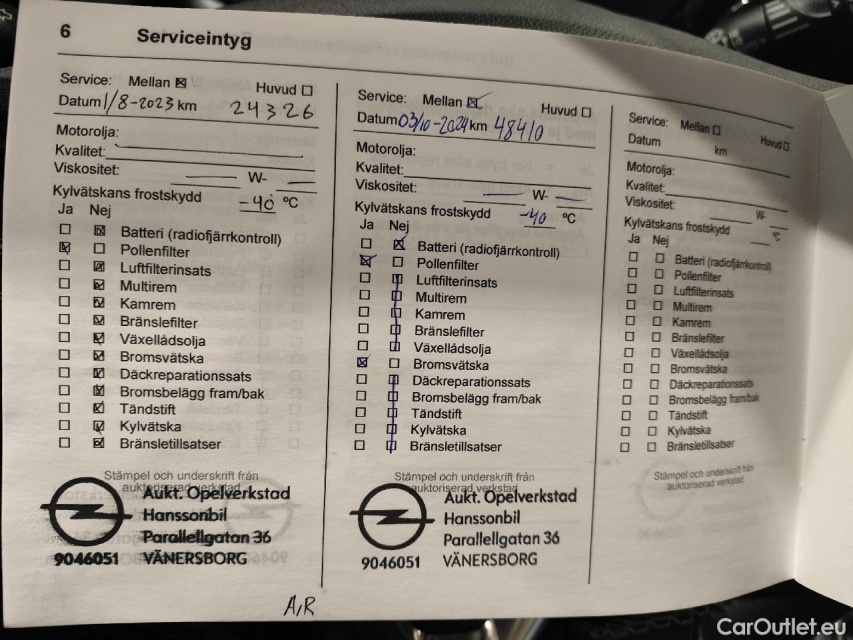 6 Serviceintyg
Service: Mellan ☒ Huvud ☐
Datum 1/8-2023 km 24326
Motorolja:
Kvalitet:
Viskositet: W-
Kylvätskans frostskydd -40 °C
Ja Nej
☐ ☒ Batteri (radiofjärrkontroll)
☒ ☐ Pollenfilter
☐ ☒ Luftfilterinsats
☐ ☒ Multirem
☐ ☒ Kamrem
☐ ☒ Bränslefilter
☐ ☒ Växellådsolja
☐ ☒ Bromsvätska
☐ ☒ Däckreparationssats
☐ ☒ Bromsbelägg fram/bak
☐ ☒ Tändstift
☐ ☒ Kylvätska
☐ ☒ Bränsletillsatser
Stämpel och underskrift från
auktoriserad verkstad
Aukt. Opelverkstad
Hanssonbil
Parallellgatan 36
9046051 VÄNERSBORG
A,R
Service: Mellan ☒ Huvud ☐
Datum 03/10-2024 km 48410
Motorolja:
Kvalitet:
Viskositet: W-
Kylvätskans frostskydd -40 °C
Ja Nej
☐ ☒ Batteri (radiofjärrkontroll)
☒ ☐ Pollenfilter
☐ ☐ Luftfilterinsats
☐ ☐ Multirem
☐ ☐ Kamrem
☐ ☐ Bränslefilter
☐ ☐ Växellådsolja
☒ ☐ Bromsvätska
☐ ☐ Däckreparationssats
☐ ☐ Bromsbelägg fram/bak
☐ ☐ Tändstift
☐ ☐ Kylvätska
☐ ☐ Bränsletillsatser
Stämpel och underskrift från
auktoriserad verkstad
Aukt. Opelverkstad
Hanssonbil
Parallellgatan 36
9046051 VÄNERSBORG
Service: Mellan ☐ Huvud ☐
Datum km
Motorolja:
Kvalitet:
Viskositet: W-
Kylvätskans frostskydd °C
Ja Nej
☐ ☐ Batteri (radiofjärrkontroll)
☐ ☐ Pollenfilter
☐ ☐ Luftfilterinsats
☐ ☐ Multirem
☐ ☐ Kamrem
☐ ☐ Bränslefilter
☐ ☐ Växellådsolja
☐ ☐ Bromsvätska
☐ ☐ Däckreparationssats
☐ ☐ Bromsbelägg fram/bak
☐ ☐ Tändstift
☐ ☐ Kylvätska
☐ ☐ Bränsletillsatser
Stämpel och underskrift från
auktoriserad verkstad
CarOutlet.eu